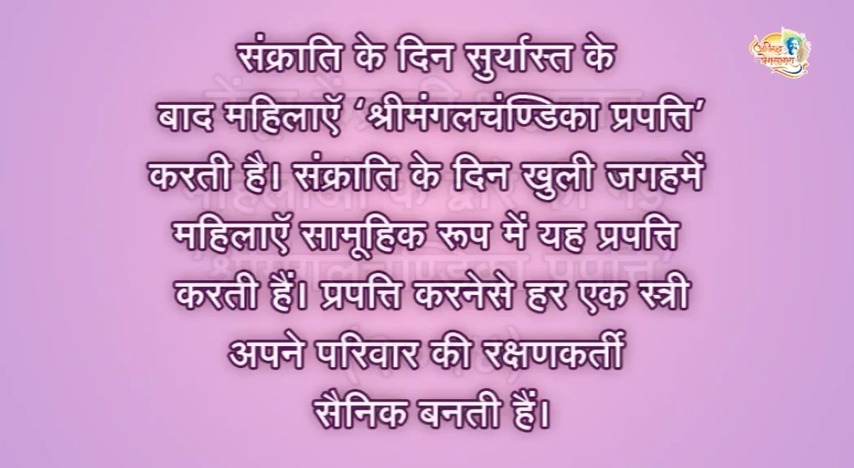 संक्राति के दिन सुर्यास्त के
बाद महिलाएॅ ‘श्रीमंगलचंण्डिका प्रपत्ति’
करती है। संक्राति के दिन खुली जगहमें
महिलाएॅ सामूहिक रूप में यह प्रपत्ति
करती हैं। प्रपत्ति करनेसे हर एक स्त्री
अपने परिवार की रक्षणकर्ती
सैनिक बनती हैं।